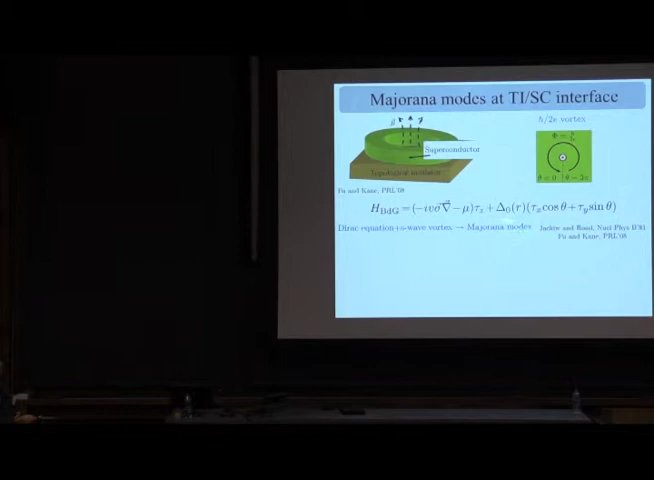 Majorana modes at TI/SC interface
h/2e vortex
Superconductor
Topological insulator
θ=0 θ=2π
Fu and Kane, PRL'08
H_BdG = (-ivσ⃗∇⃗-μ)τ_z + Δ_0(r)(τ_x cos θ + τ_y sin θ)
Dirac equation+s-wave vortex → Majorana modes
Jackiw and Rossi, Nucl Phys B'81
Fu and Kane, PRL'08